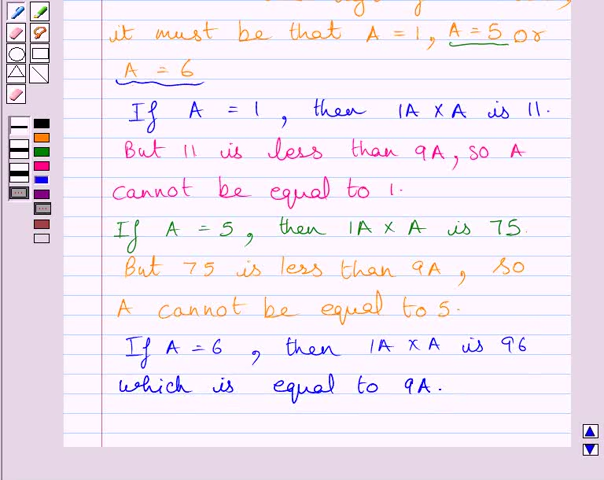 it must be that A = 1, A = 5 or
A = 6
If A = 1, then 1A × A is 11.
But 11 is less than 9A, so A
cannot be equal to 1.
If A = 5, then 1A × A is 75.
But 75 is less than 9A, so
A cannot be equal to 5.
If A = 6, then 1A × A is 96
which is equal to 9A.